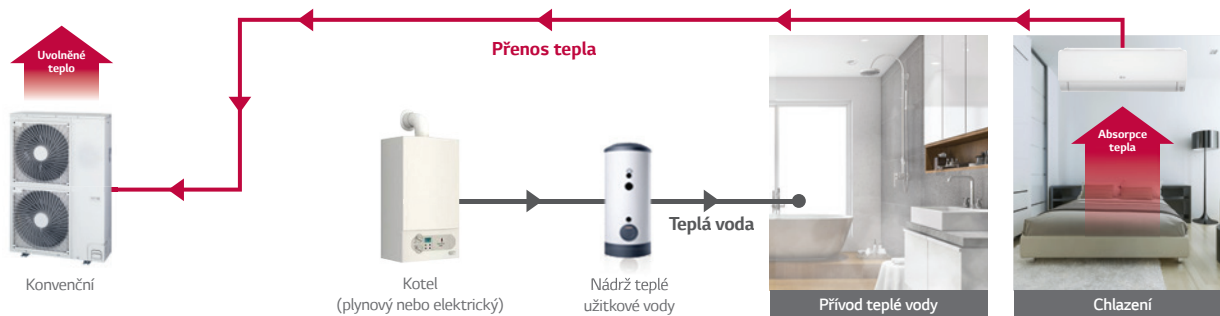 Přenos tepla
Uvolněné
teplo
Absorpce
tepla
Teplá voda
Konvenční
Kotel
(plynový nebo elektrický)
Nádrž teplé
užitkové vody
Přívod teplé vody
Chlazení